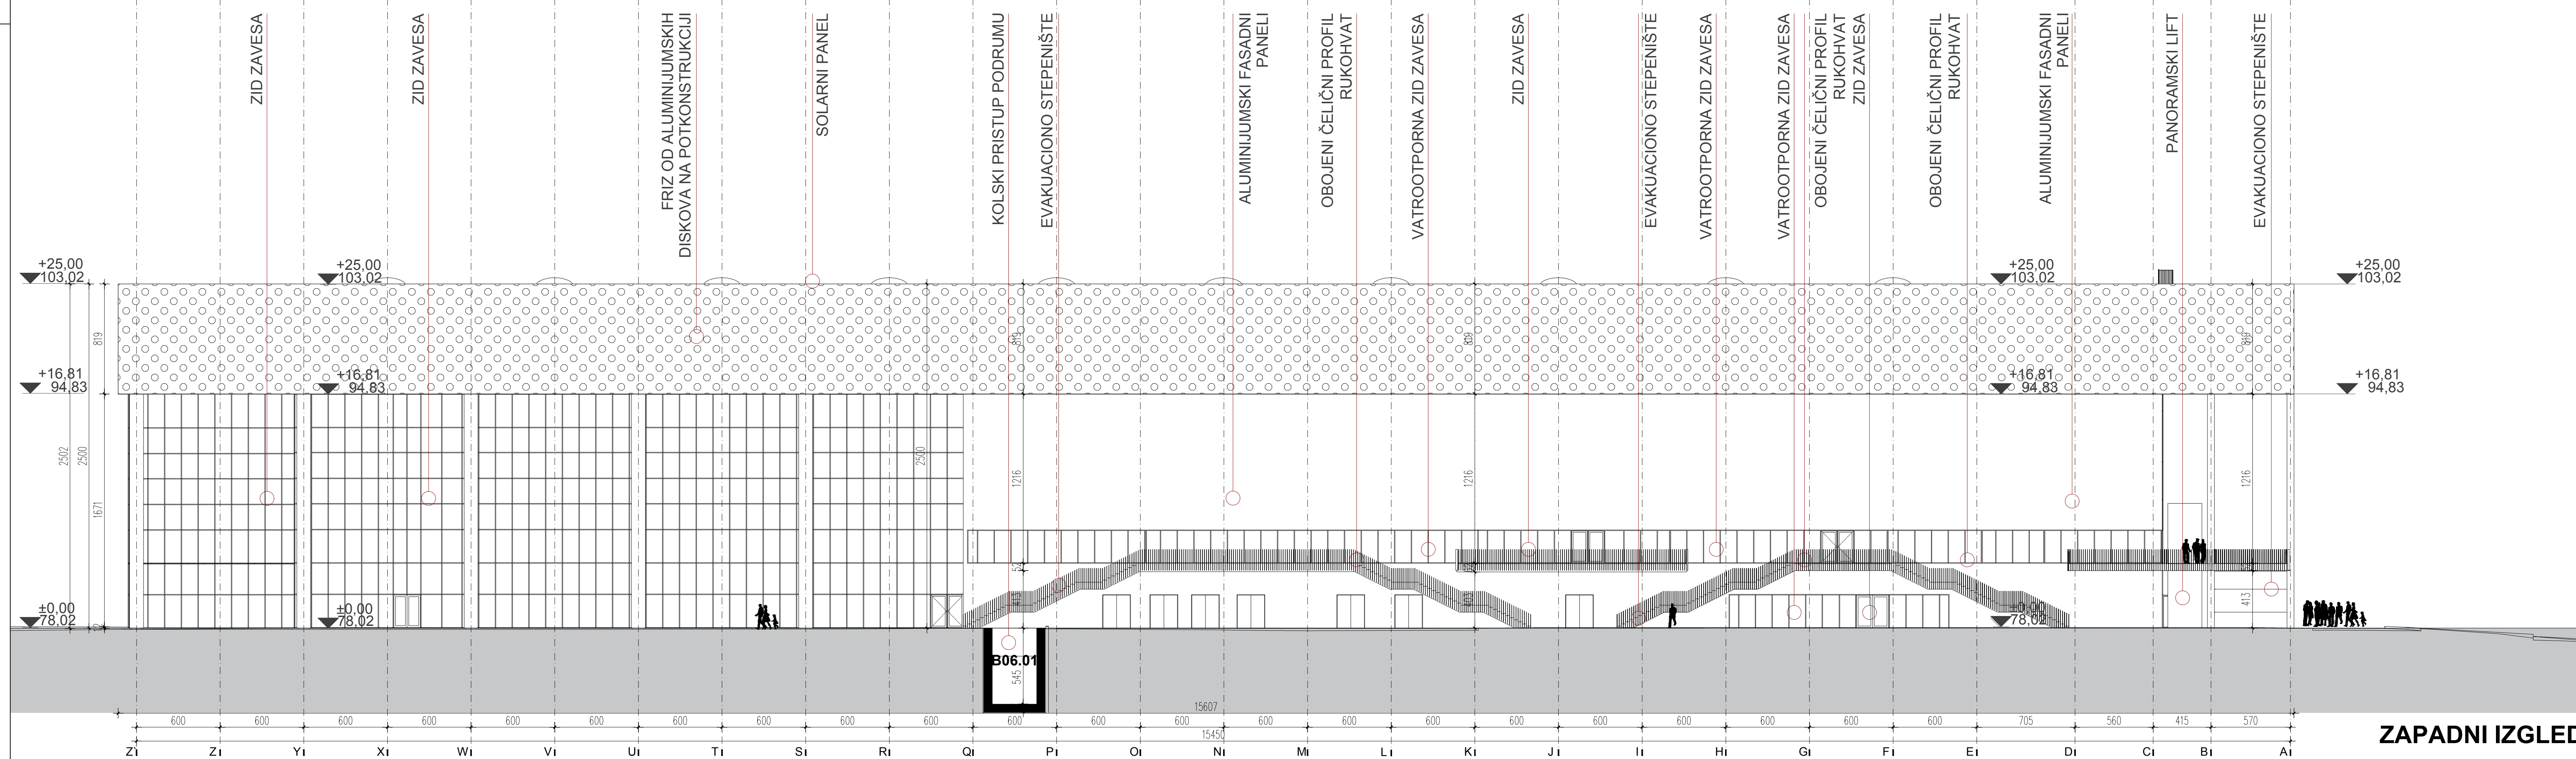 ZID ZAVESA
ZID ZAVESA
FRIZ OD ALUMINIJUMSKIH
DISKOVA NA POTKONSTRUKCIJI
SOLARNI PANEL
KOLSKI PRISTUP PODRUMU
EVAKUACIONO STEPENIŠTE
ALUMINIJUMSKI FASADNI
PANELI
OBOJENI ČELIČNI PROFIL
RUKOHVAT
VATROOTPORNA ZID ZAVESA
ZID ZAVESA
EVAKUACIONO STEPENIŠTE
VATROOTPORNA ZID ZAVESA
VATROOTPORNA ZID ZAVESA
OBOJENI ČELIČNI PROFIL
RUKOHVAT
ZID ZAVESA
OBOJENI ČELIČNI PROFIL
RUKOHVAT
ALUMINIJUMSKI FASADNI
PANELI
PANORAMSKI LIFT
EVAKUACIONO STEPENIŠTE
+25,00
103,02
+25,00
103,02
+25,00
103,02
+25,00
103,02
819
819
819
819
+16,81
94,83
+16,81
94,83
+16,81
94,83
+16,81
94,83
2502
2500
1671
2500
1216
1216
1216
52
413
403
413
±0,00
78,02
±0,00
78,02
±0,00
78,02
B06.01
545
15607
600 600 600 600 600 600 600 600 600 600 600 600 600 600 600 600 600 600 600 600 600 600 705 560 415 570
15450
Z Z Y X W V U T S R Q P O N M L K J I H G F E D C B A
ZAPADNI IZGLED